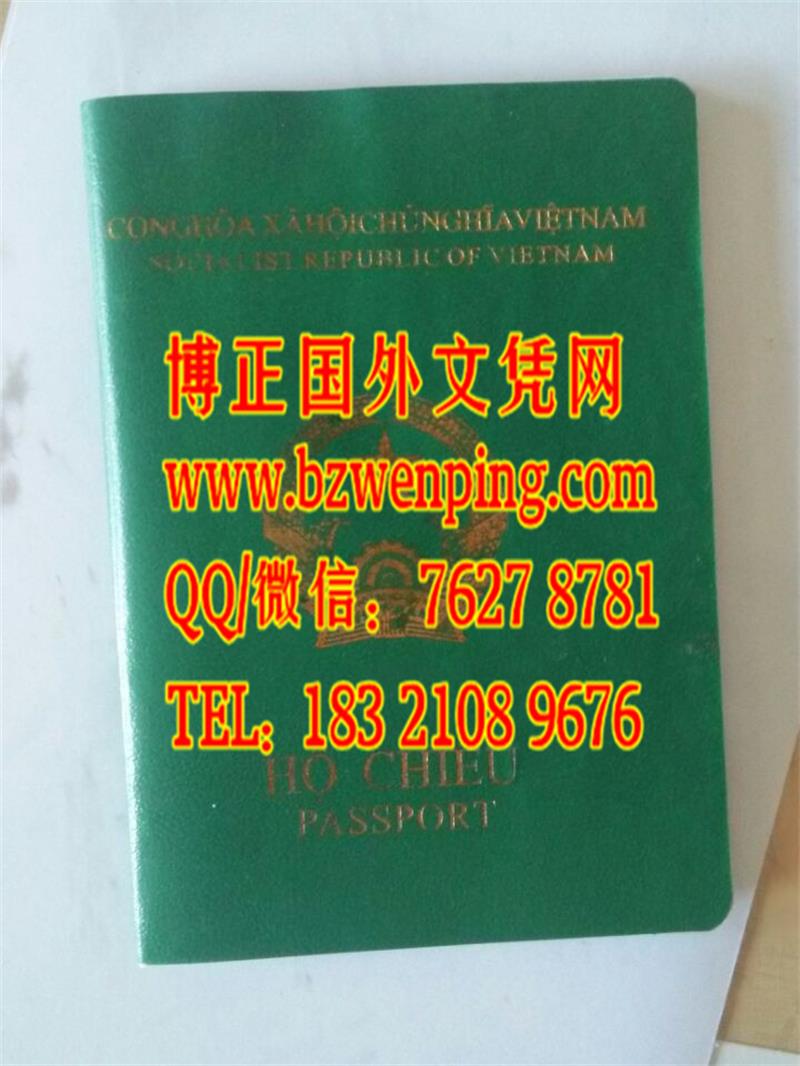 CỘNG HÒA XÃ HỘI CHỦ NGHĨA VIỆT NAM
SOCIALIST REPUBLIC OF VIETNAM
博正国外文凭网
www.bzwenping.com
QQ/微信：7627 8781
TEL：183 2108 9676
HỘ CHIẾU
PASSPORT